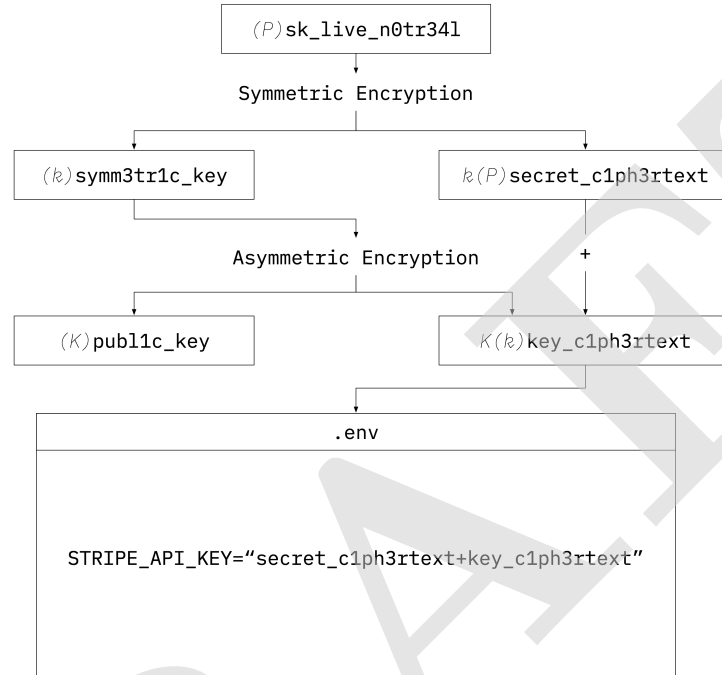 (P)sk_live_n0tr34l
Symmetric Encryption
(k)symm3tr1c_key
k(P)secret_c1ph3rtext
Asymmetric Encryption
+
(K)publ1c_key
K(k)key_c1ph3rtext
.env
STRIPE_API_KEY=“secret_c1ph3rtext+key_c1ph3rtext”